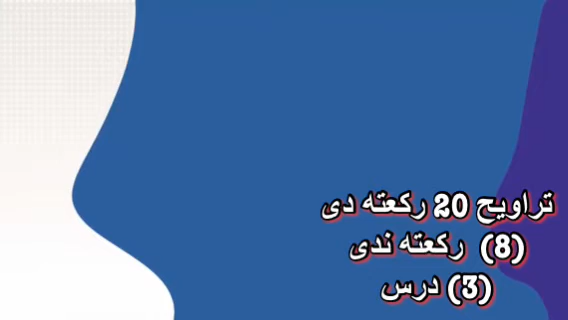 تراویح 20 رکعته دی
(8) رکعته ندی
(3) درس